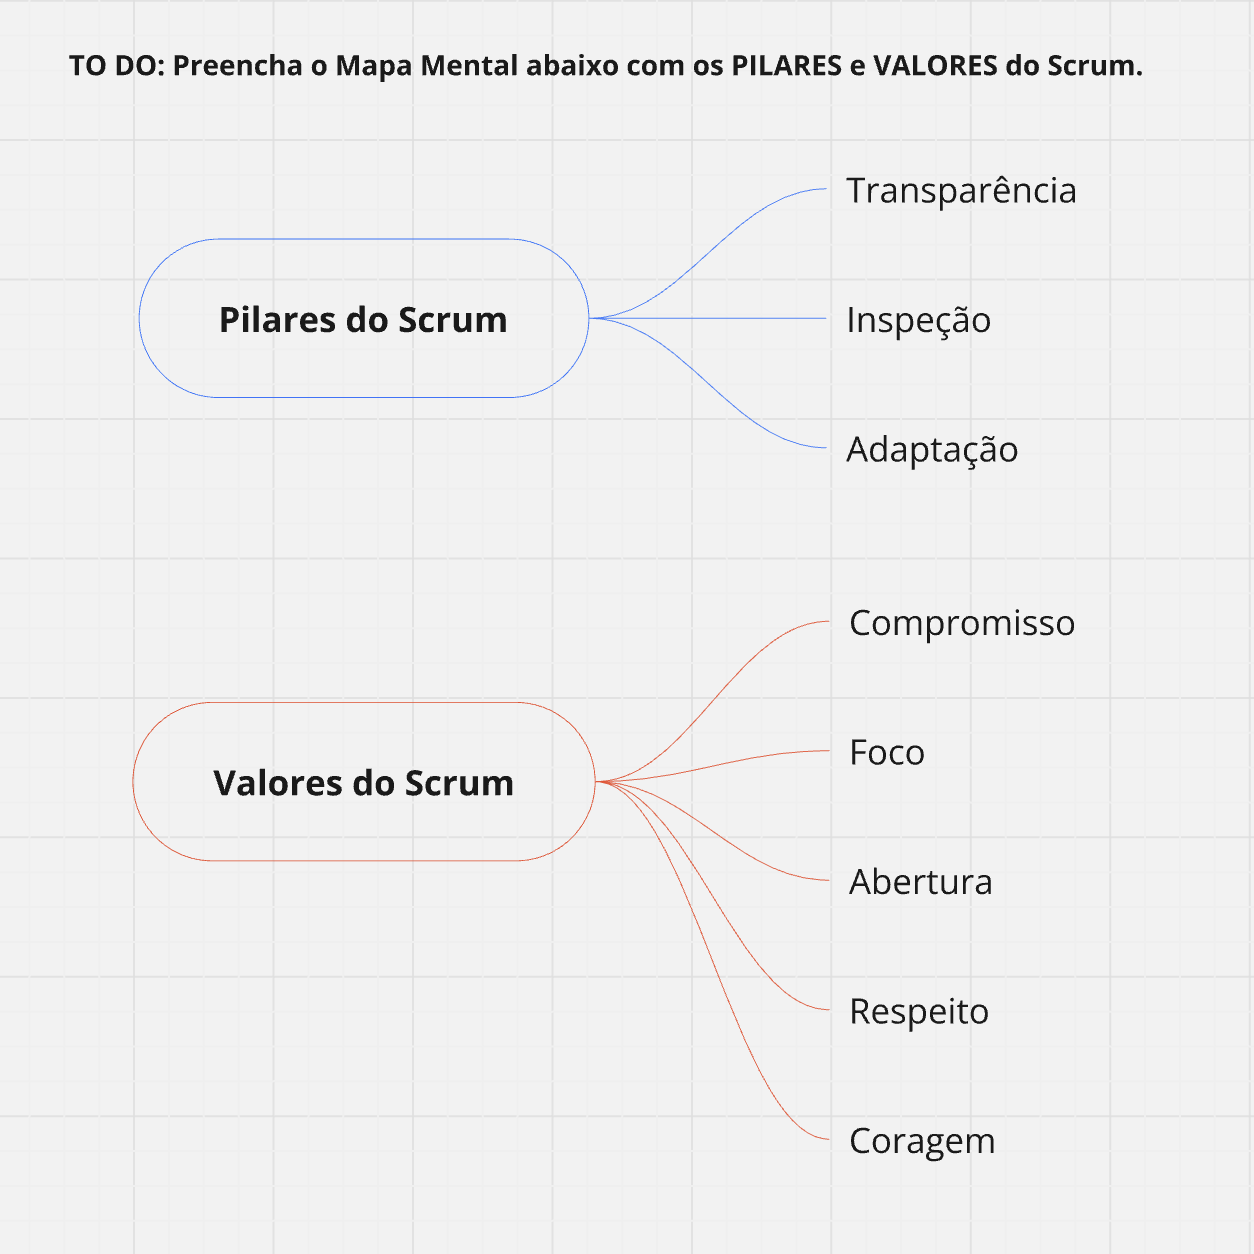 TO DO: Preencha o Mapa Mental abaixo com os PILARES e VALORES do Scrum.
Pilares do Scrum
Transparência
Inspeção
Adaptação
Valores do Scrum
Compromisso
Foco
Abertura
Respeito
Coragem